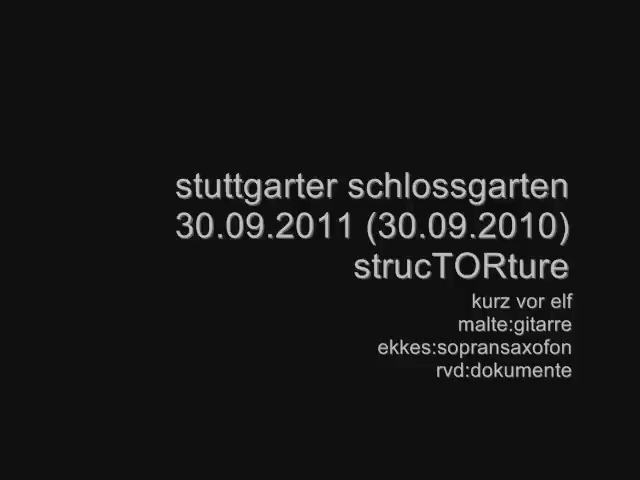 stuttgarter schlossgarten
30.09.2011 (30.09.2010)
strucTORture
kurz vor elf
malte:gitarre
ekkes:sopransaxofon
rvd:dokumente